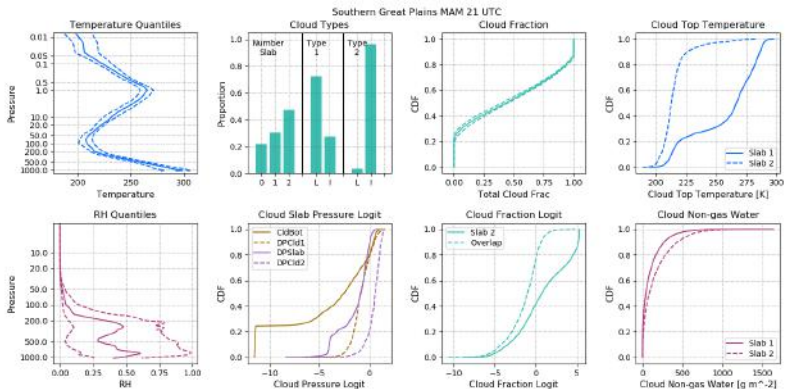 Southern Great Plains MAM 21 UTC
Temperature Quantiles
Pressure
0.01
0.05
0.1
0.5
1.0
10.0
20.0
50.0
100.0
200.0
500.0
1000.0
200
250
300
Temperature
Cloud Types
Proportion
1.0
0.8
0.6
0.4
0.2
0.0
Number
Slab
Type
1
Type
2
0 1 2 L I L I
Cloud Fraction
CDF
1.0
0.8
0.6
0.4
0.2
0.0
0.00 0.25 0.50 0.75 1.00
Total Cloud Frac
Cloud Top Temperature
CDF
1.0
0.8
0.6
0.4
0.2
0.0
Slab 1
Slab 2
200 225 250 275 300
Cloud Top Temperature [K]
RH Quantiles
Pressure
10.0
20.0
50.0
100.0
200.0
500.0
1000.0
0.00 0.25 0.50 0.75 1.00
RH
Cloud Slab Pressure Logit
CDF
1.0
0.8
0.6
0.4
0.2
0.0
CldBot
DPCld1
DPSlab
DPCld2
−10 −5 0
Cloud Pressure Logit
Cloud Fraction Logit
CDF
1.0
0.8
0.6
0.4
0.2
0.0
Slab 2
Overlap
−10 −5 0 5
Cloud Fraction Logit
Cloud Non-gas Water
CDF
1.0
0.8
0.6
0.4
0.2
0.0
Slab 1
Slab 2
0 500 1000 1500
Cloud Non-gas Water [g m^-2]